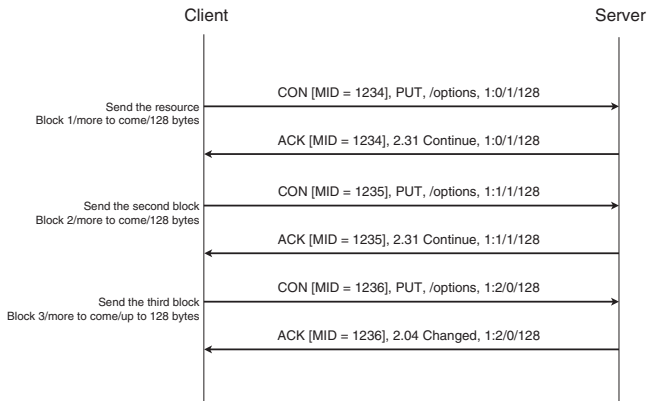 Client
Server
CON [MID = 1234], PUT, /options, 1:0/1/128
Send the resource
Block 1/more to come/128 bytes
ACK [MID = 1234], 2.31 Continue, 1:0/1/128
CON [MID = 1235], PUT, /options, 1:1/1/128
Send the second block
Block 2/more to come/128 bytes
ACK [MID = 1235], 2.31 Continue, 1:1/1/128
CON [MID = 1236], PUT, /options, 1:2/0/128
Send the third block
Block 3/more to come/up to 128 bytes
ACK [MID = 1236], 2.04 Changed, 1:2/0/128